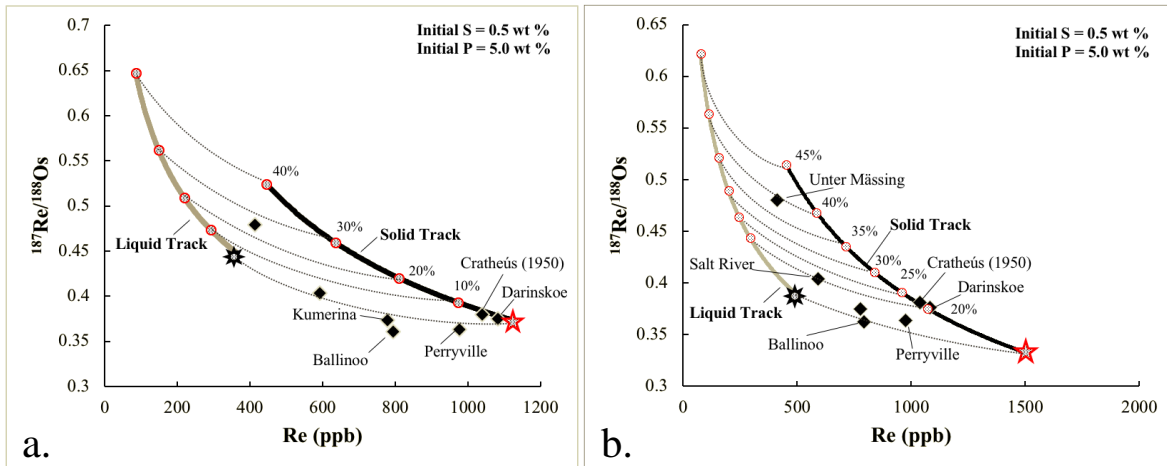 0.7
0.65
0.6
0.55
0.5
0.45
0.4
0.35
0.3
187Re/188Os
Initial S = 0.5 wt %
Initial P = 5.0 wt %
40%
30%
Solid Track
Liquid Track
20%
Cratheús (1950)
10%
Darinskoe
Kumerina
Ballinoo
Perryville
0
200
400
600
800
1000
1200
Re (ppb)
a.
0.65
0.6
0.55
0.5
0.45
0.4
0.35
0.3
187Re/188Os
Initial S = 0.5 wt %
Initial P = 5.0 wt %
45%
Unter Mässing
40%
35%
Solid Track
30%
Salt River
25%
Cratheús (1950)
Darinskoe
Liquid Track
20%
Ballinoo
Perryville
0
500
1000
1500
2000
Re (ppb)
b.